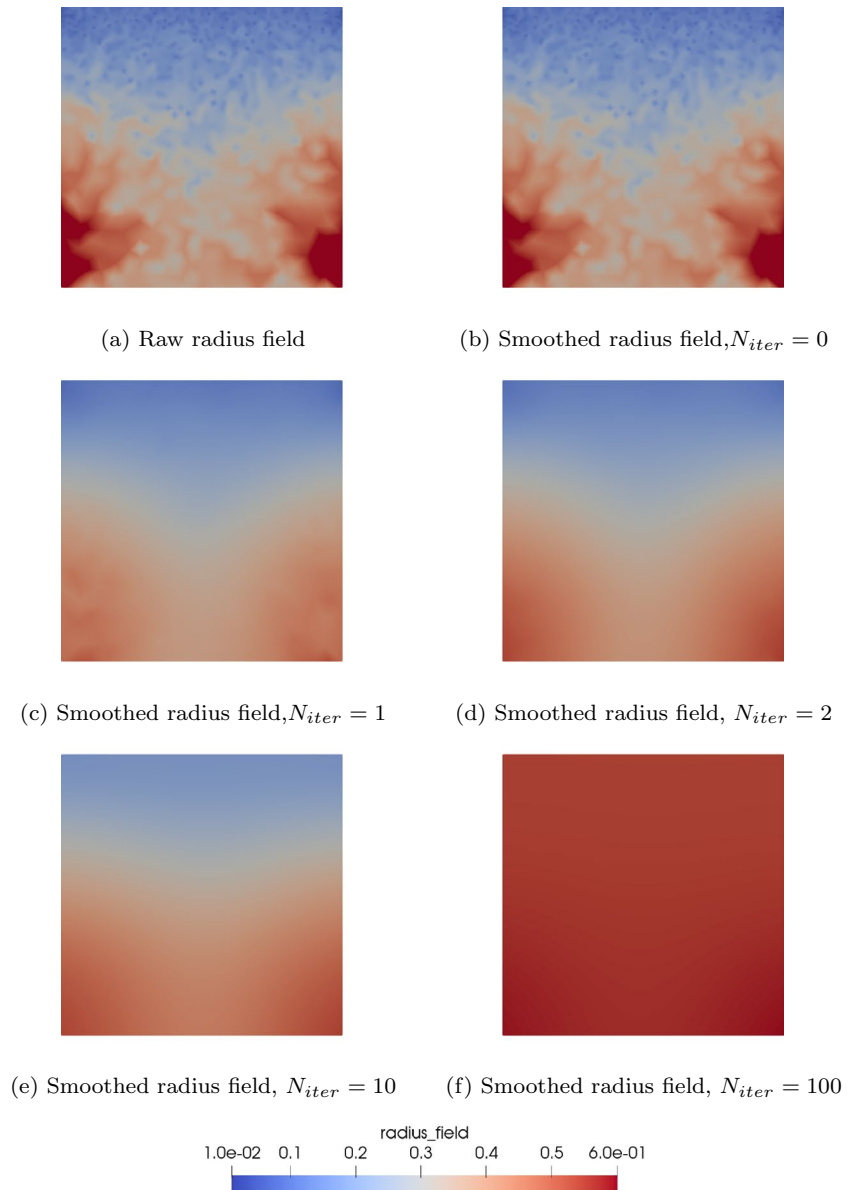 (a) Raw radius field
(b) Smoothed radius field,N_iter = 0
(c) Smoothed radius field,N_iter = 1
(d) Smoothed radius field, N_iter = 2
(e) Smoothed radius field, N_iter = 10
(f) Smoothed radius field, N_iter = 100
radius_field
1.0e-02 0.1 0.2 0.3 0.4 0.5 6.0e-01